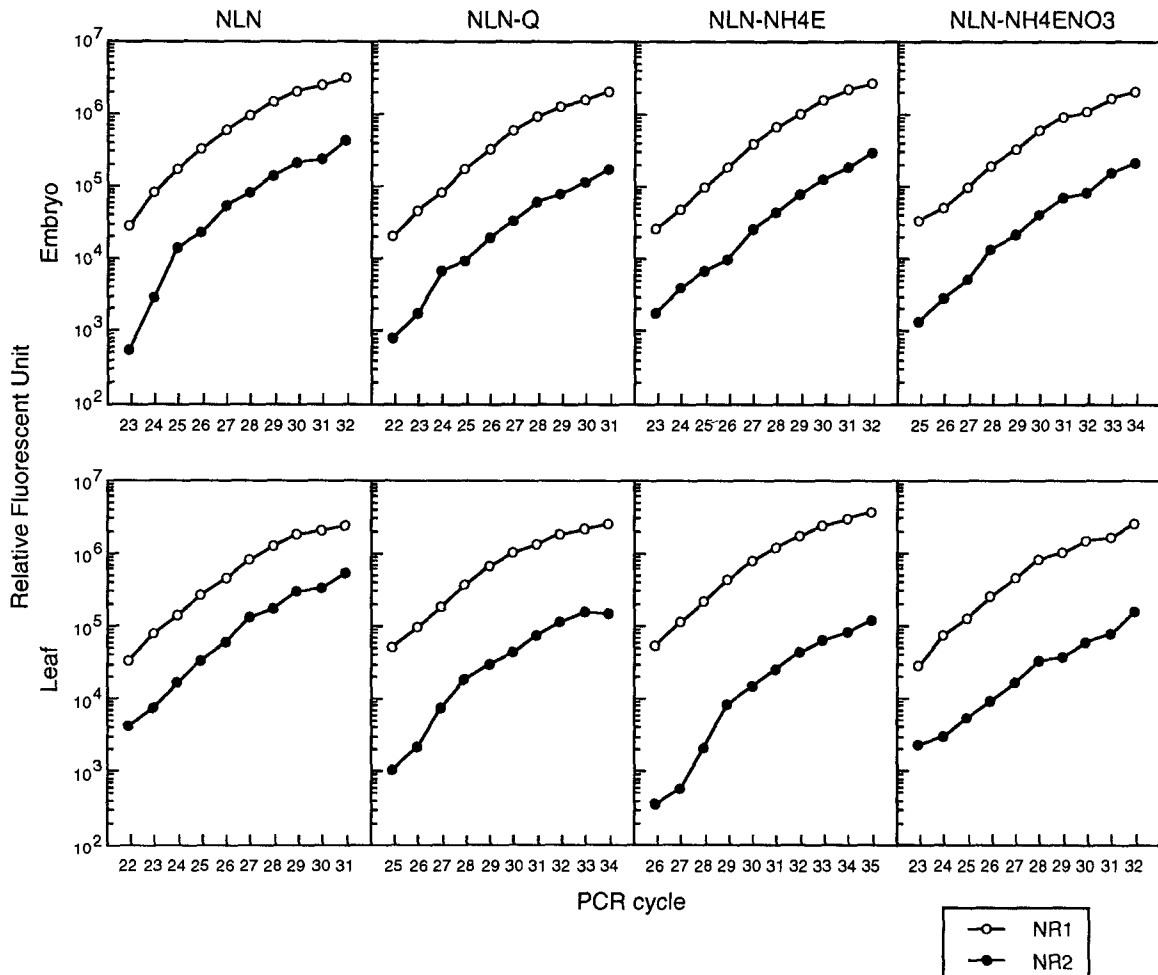 NLN NLN-Q NLN-NH4E NLN-NH4ENO3
Relative Fluorescent Unit
Embryo
10^7
10^6
10^5
10^4
10^3
10^2
23 24 25 26 27 28 29 30 31 32 22 23 24 25 26 27 28 29 30 31 23 24 25 26 27 28 29 30 31 32 25 26 27 28 29 30 31 32 33 34
Leaf
10^7
10^6
10^5
10^4
10^3
10^2
22 23 24 25 26 27 28 29 30 31 25 26 27 28 29 30 31 32 33 34 26 27 28 29 30 31 32 33 34 35 23 24 25 26 27 28 29 30 31 32
PCR cycle
NR1
NR2